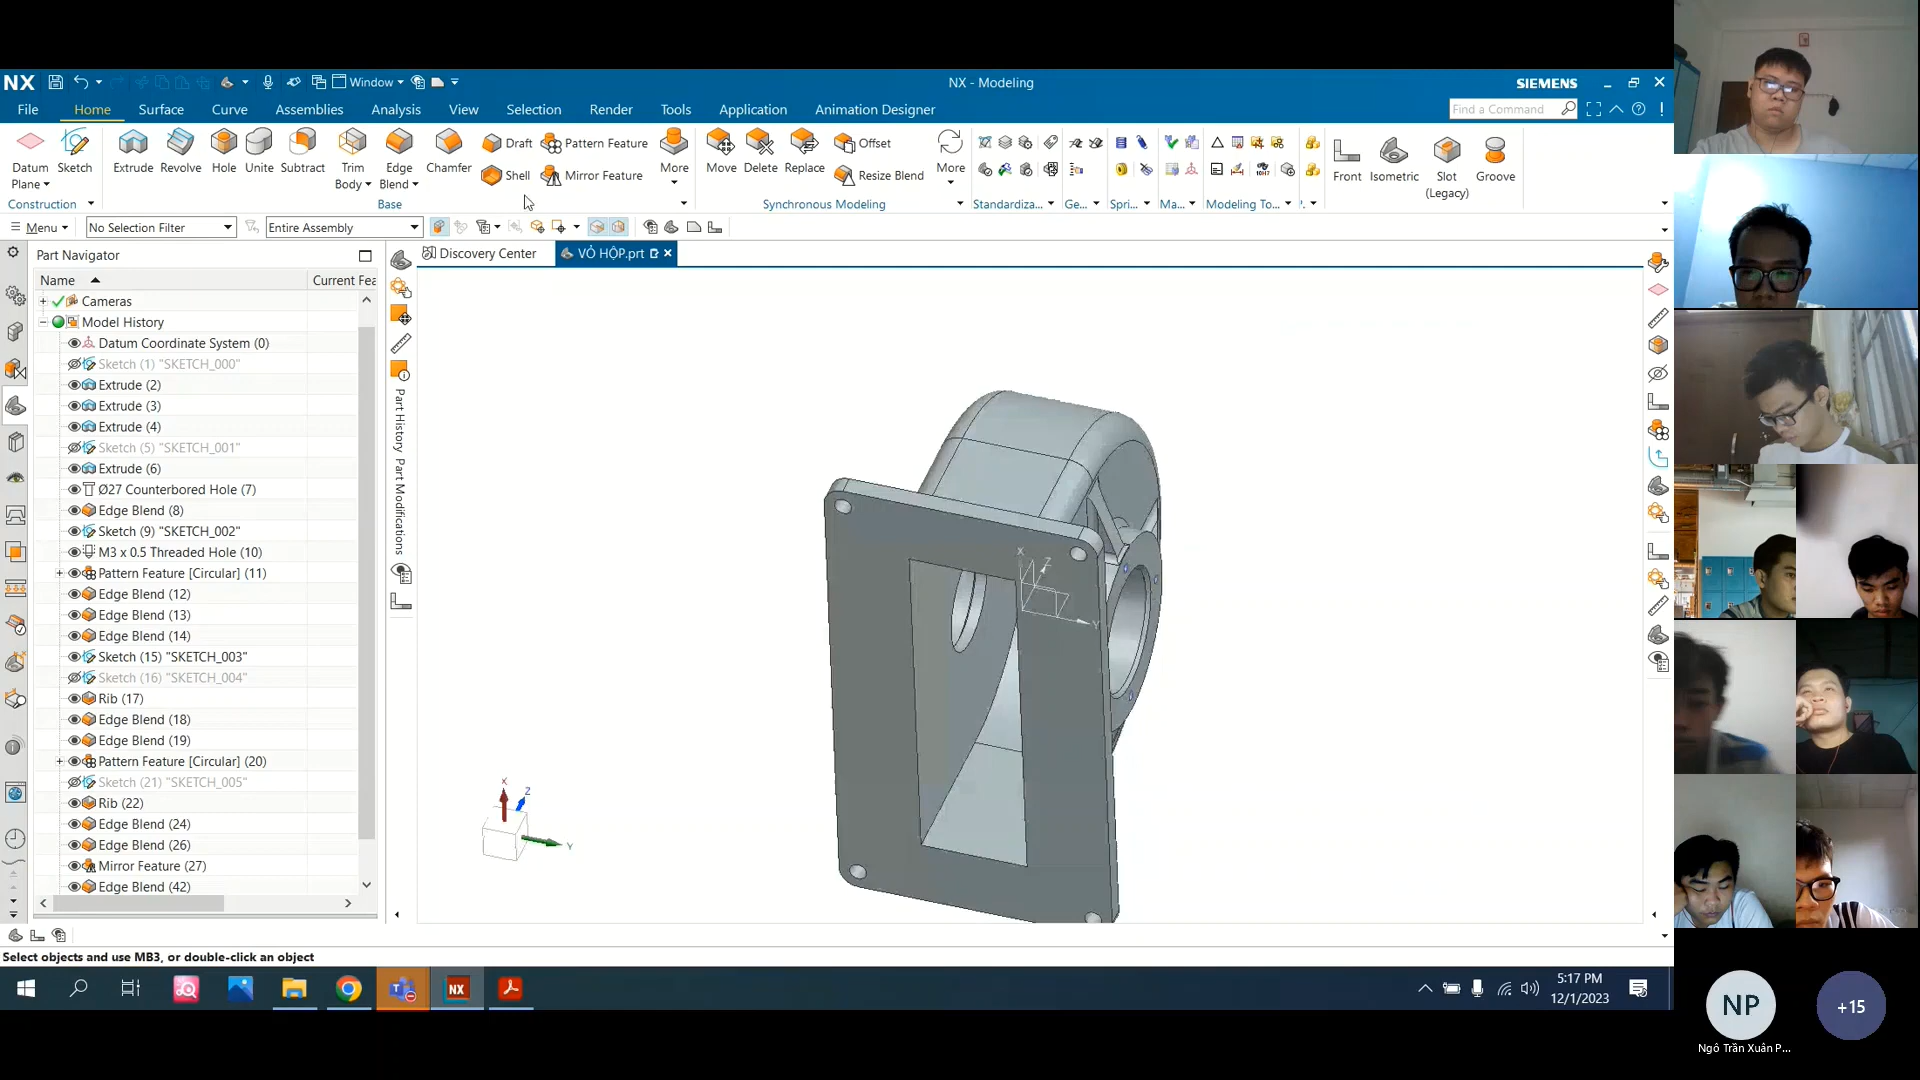 NX
Window
NX - Modeling
SIEMENS
File
Home
Surface
Curve
Assemblies
Analysis
View
Selection
Render
Tools
Application
Animation Designer
Find a Command
Datum
Plane
Sketch
Extrude
Revolve
Hole
Unite
Subtract
Trim
Body
Edge
Blend
Chamfer
Draft
Shell
Pattern Feature
Mirror Feature
More
Move
Delete
Replace
Offset
Resize Blend
More
Front
Isometric
Slot
(Legacy)
Groove
Construction
Base
Synchronous Modeling
Standardiza...
Ge...
Spri...
Ma...
Modeling To...
Menu
No Selection Filter
Entire Assembly
Part Navigator
Discovery Center
VỎ HỘP.prt
Name
Current Fea
Cameras
Model History
Datum Coordinate System (0)
Sketch (1) "SKETCH_000"
Extrude (2)
Extrude (3)
Extrude (4)
Sketch (5) "SKETCH_001"
Extrude (6)
Ø27 Counterbored Hole (7)
Edge Blend (8)
Sketch (9) "SKETCH_002"
M3 x 0.5 Threaded Hole (10)
Pattern Feature [Circular] (11)
Edge Blend (12)
Edge Blend (13)
Edge Blend (14)
Sketch (15) "SKETCH_003"
Sketch (16) "SKETCH_004"
Rib (17)
Edge Blend (18)
Edge Blend (19)
Pattern Feature [Circular] (20)
Sketch (21) "SKETCH_005"
Rib (22)
Edge Blend (24)
Edge Blend (26)
Mirror Feature (27)
Edge Blend (42)
Part History
Part Modifications
X
Z
Y
X
Z
Y
Select objects and use MB3, or double-click an object
5:17 PM
12/1/2023
NP
+15
Ngô Trần Xuân P...